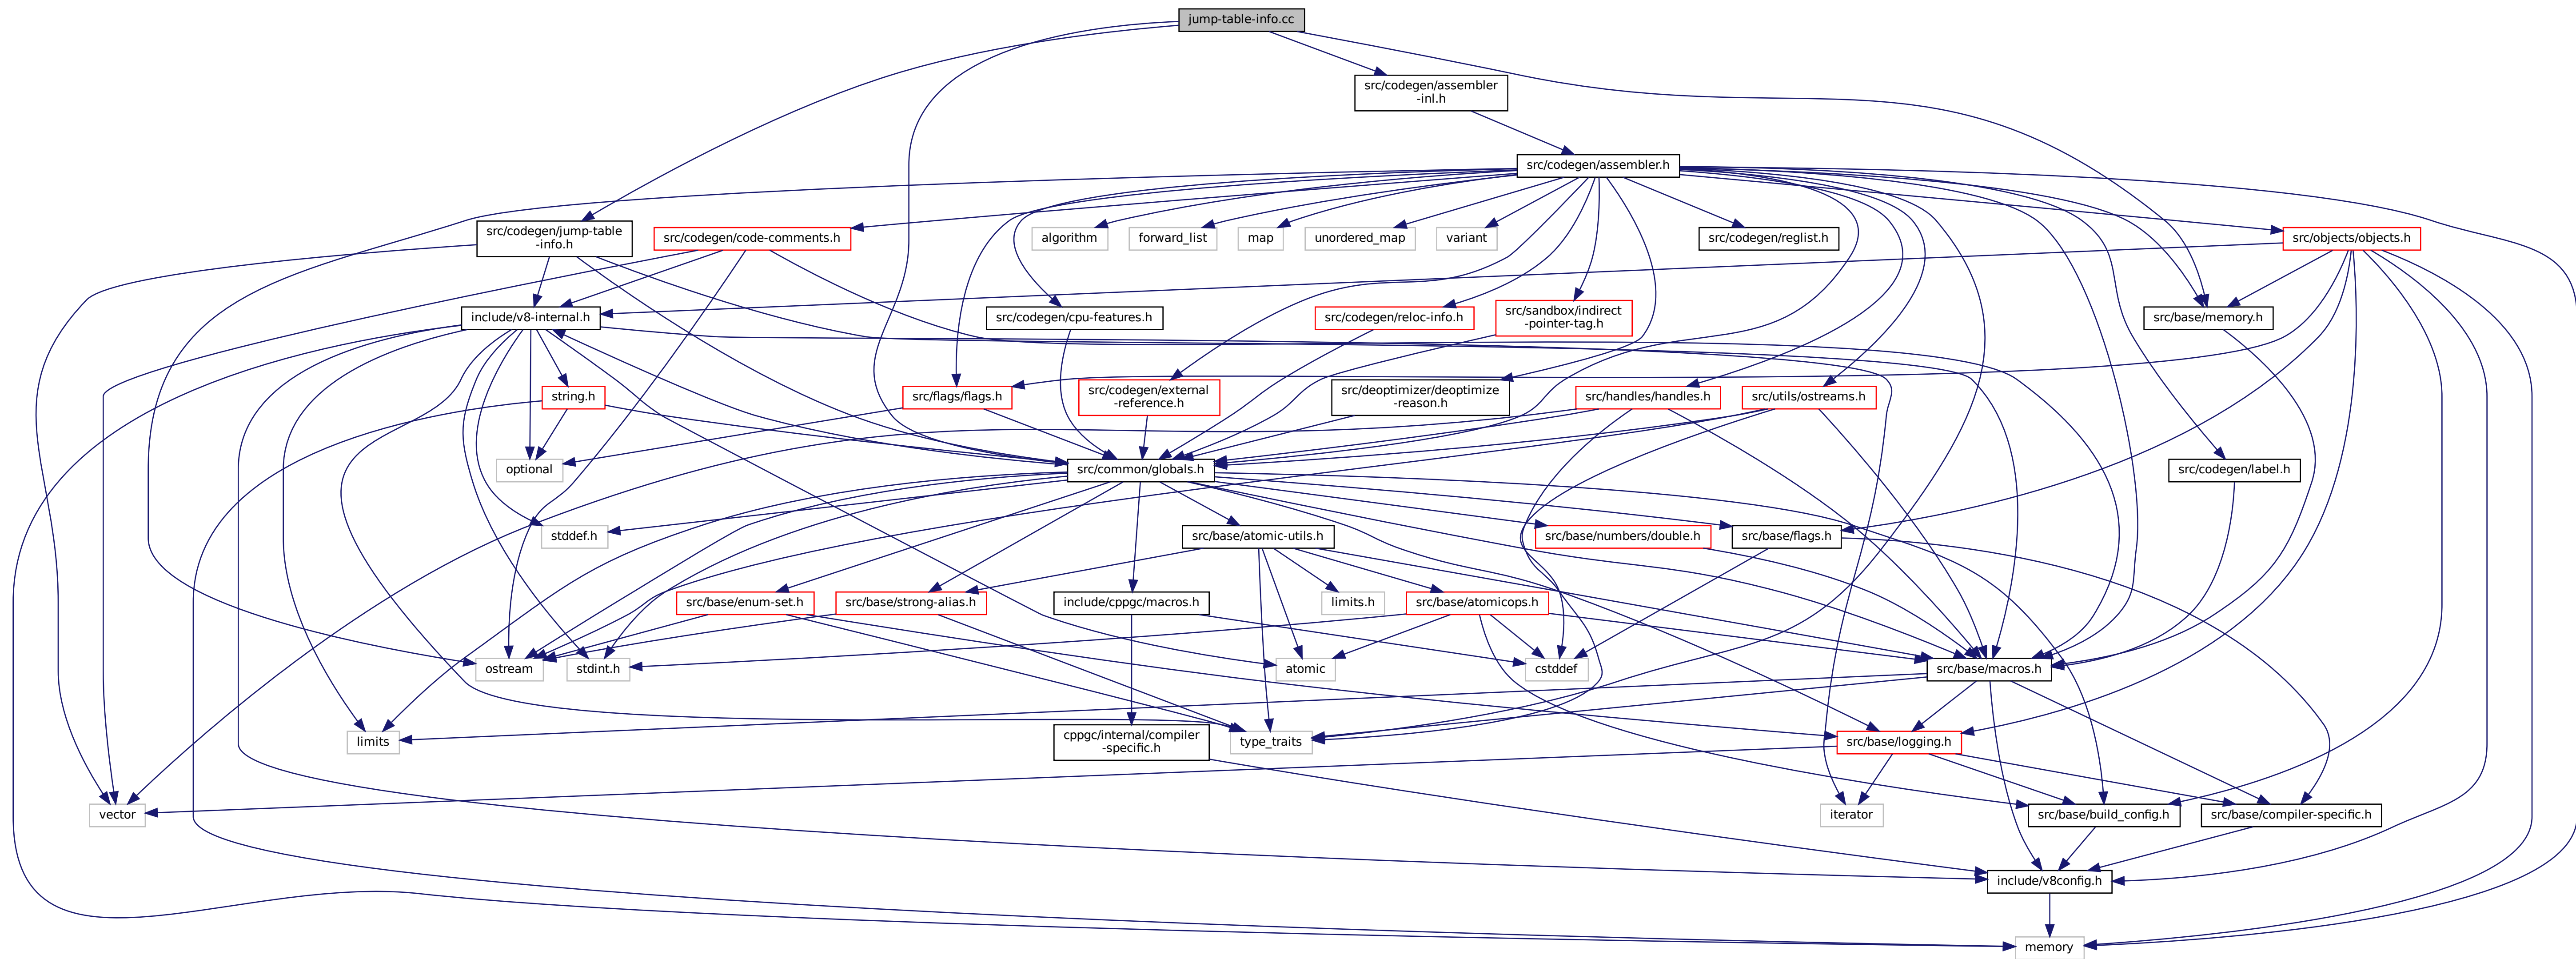 jump-table-info.cc
src/codegen/assembler
-inl.h
src/codegen/assembler.h
src/codegen/jump-table
-info.h
src/codegen/code-comments.h
algorithm
forward_list
map
unordered_map
variant
src/codegen/reglist.h
src/objects/objects.h
include/v8-internal.h
src/codegen/cpu-features.h
src/codegen/reloc-info.h
src/sandbox/indirect
-pointer-tag.h
src/base/memory.h
string.h
src/flags/flags.h
src/codegen/external
-reference.h
src/deoptimizer/deoptimize
-reason.h
src/handles/handles.h
src/utils/ostreams.h
optional
src/common/globals.h
src/codegen/label.h
stddef.h
src/base/atomic-utils.h
src/base/numbers/double.h
src/base/flags.h
src/base/enum-set.h
src/base/strong-alias.h
include/cppgc/macros.h
limits.h
src/base/atomicops.h
ostream
stdint.h
atomic
cstddef
src/base/macros.h
limits
cppgc/internal/compiler
-specific.h
type_traits
src/base/logging.h
vector
iterator
src/base/build_config.h
src/base/compiler-specific.h
include/v8config.h
memory